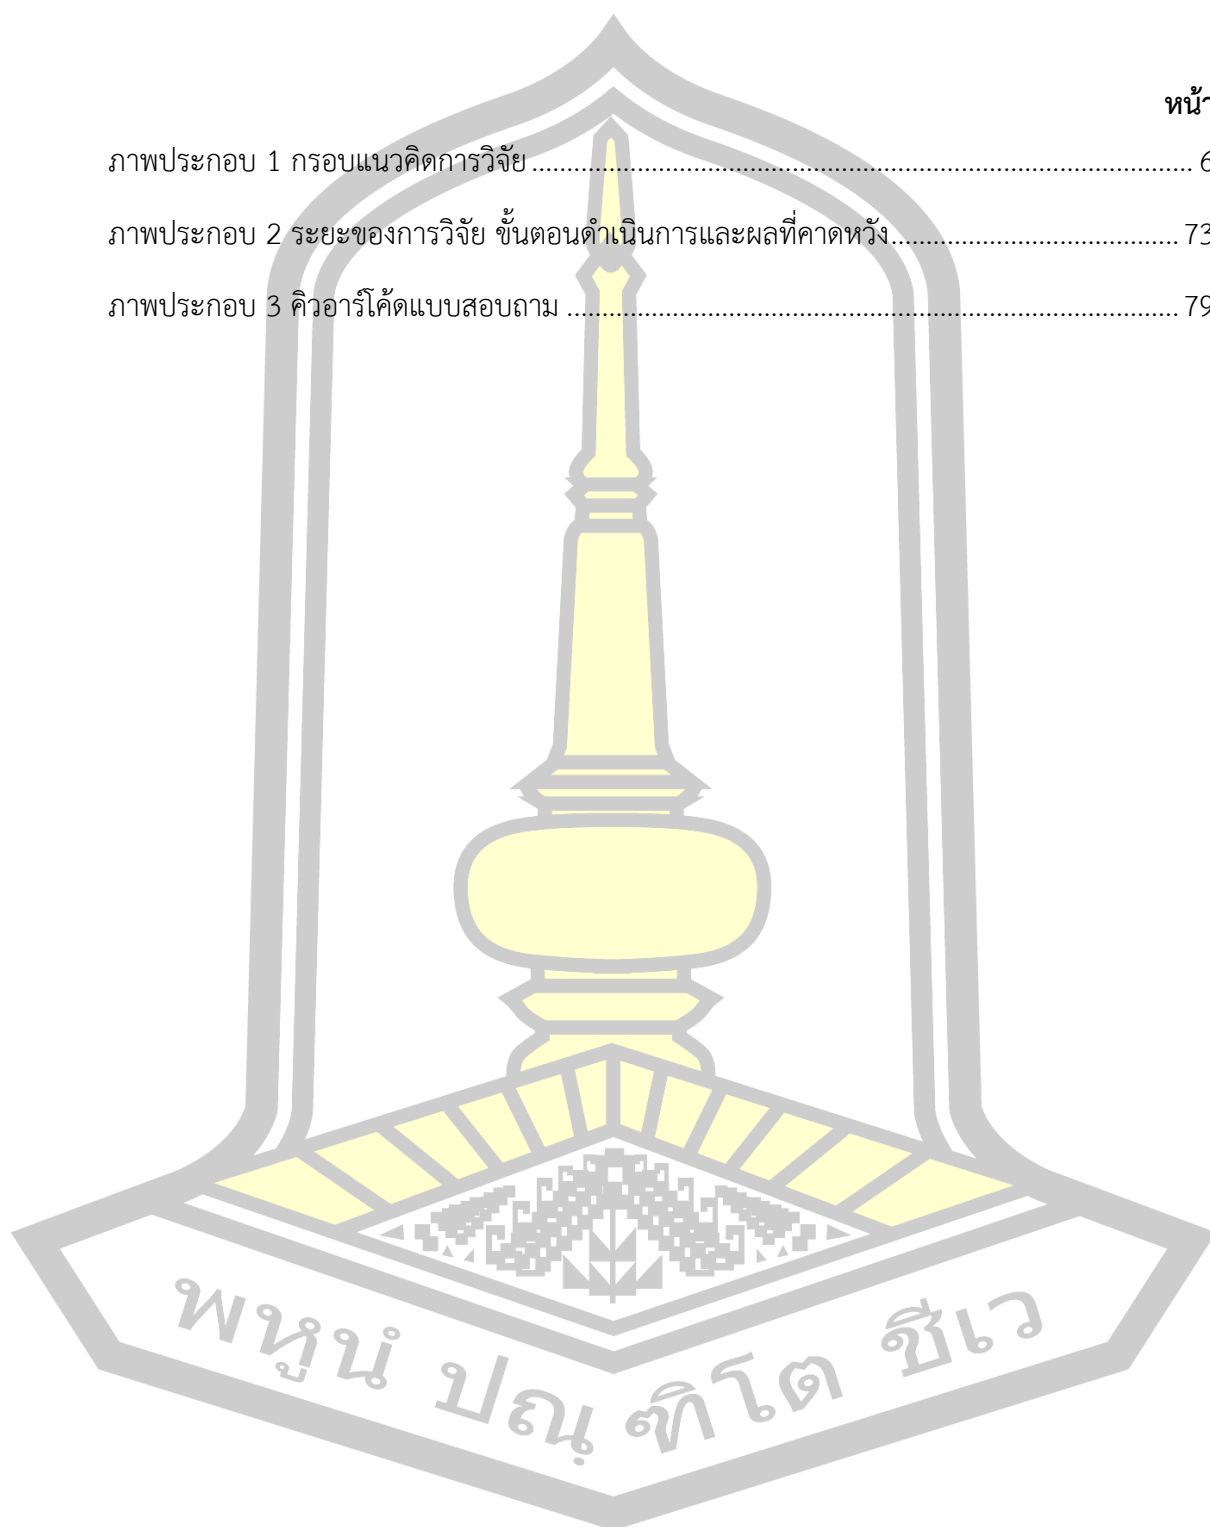 หน้า
ภาพประกอบ 1 กรอบแนวคิดการวิจัย ............................................................................................... 6
ภาพประกอบ 2 ระยะของการวิจัย ขั้นตอนดำเนินการและผลที่คาดหวัง......................................... 73
ภาพประกอบ 3 คิวอาร์โค้ดแบบสอบถาม ........................................................................................ 79
พหูนํ ปณฺฑิโต ชีเว